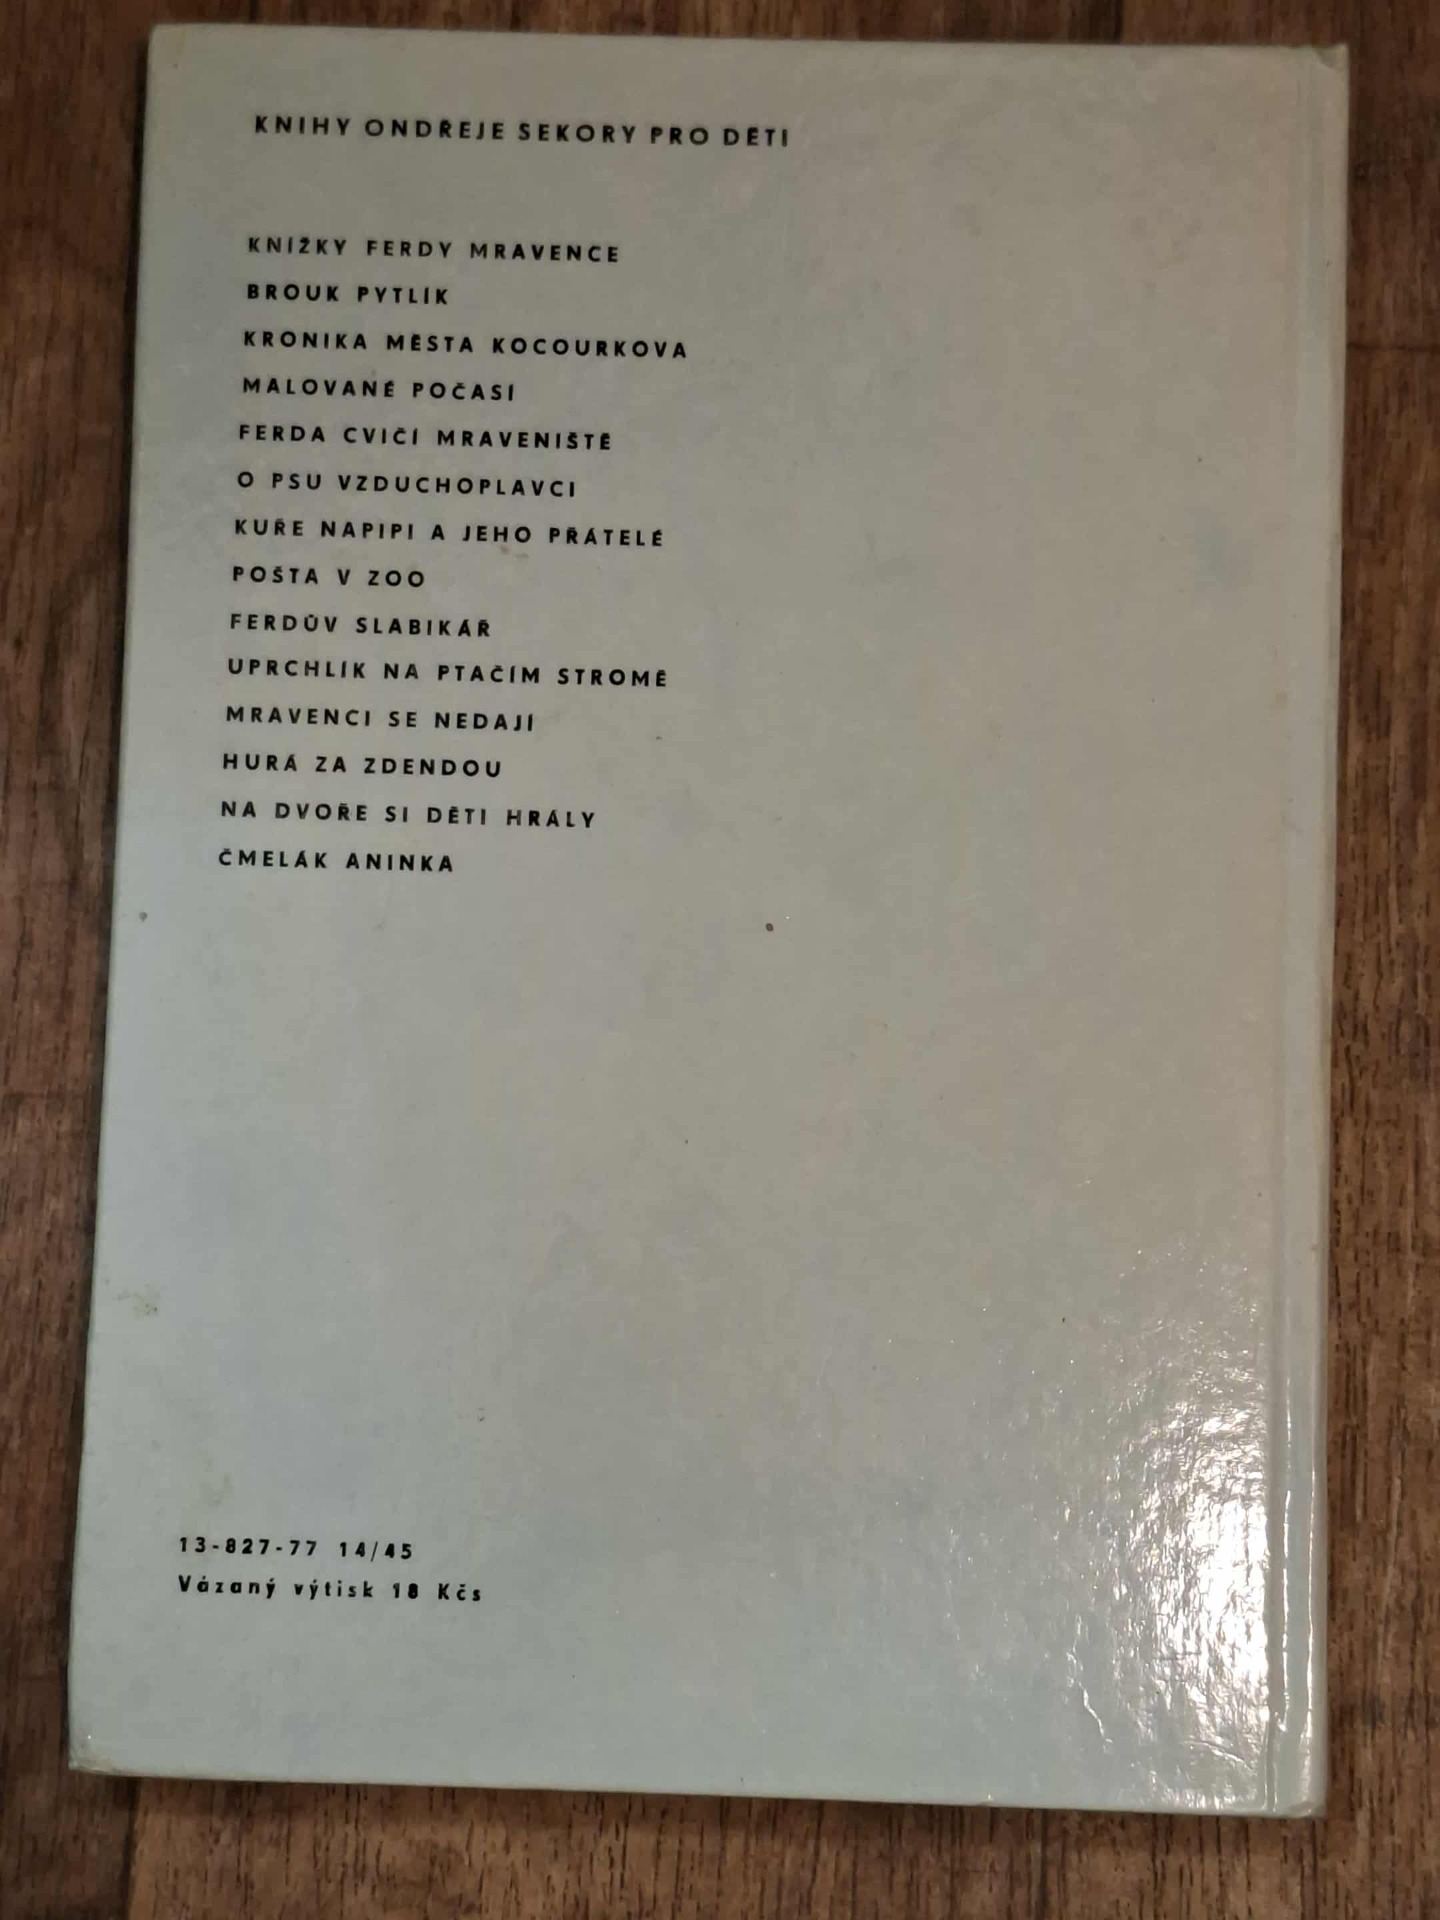 KNIHY ONDŘEJE SEKORY PRO DĚTI
KNÍŽKY FERDY MRAVENCE
BROUK PYTLÍK
KRONIKA MĚSTA KOCOURKOVA
MALOVANÉ POČASÍ
FERDA CVIČÍ MRAVENIŠTĚ
O PSU VZDUCHOPLAVCI
KUŘE NAPIPI A JEHO PŘÁTELÉ
POŠTA V ZOO
FERDŮV SLABIKÁŘ
UPRCHLÍK NA PTAČÍM STROMĚ
MRAVENCI SE NEDAJÍ
HURÁ ZA ZDENDOU
NA DVOŘE SI DĚTI HRÁLY
ČMELÁK ANINKA
13-827-77 14/45
Vázaný výtisk 18 Kčs